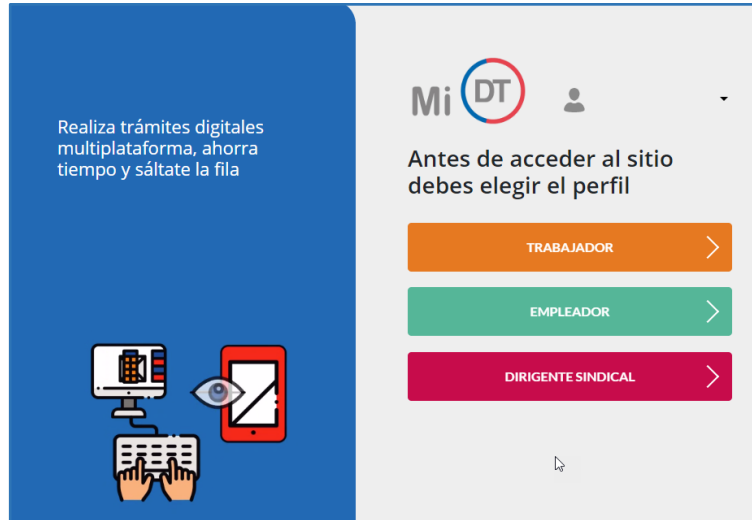 Realiza trámites digitales
multiplataforma, ahorra
tiempo y sáltate la fila
Mi DT
Antes de acceder al sitio
debes elegir el perfil
TRABAJADOR
EMPLEADOR
DIRIGENTE SINDICAL